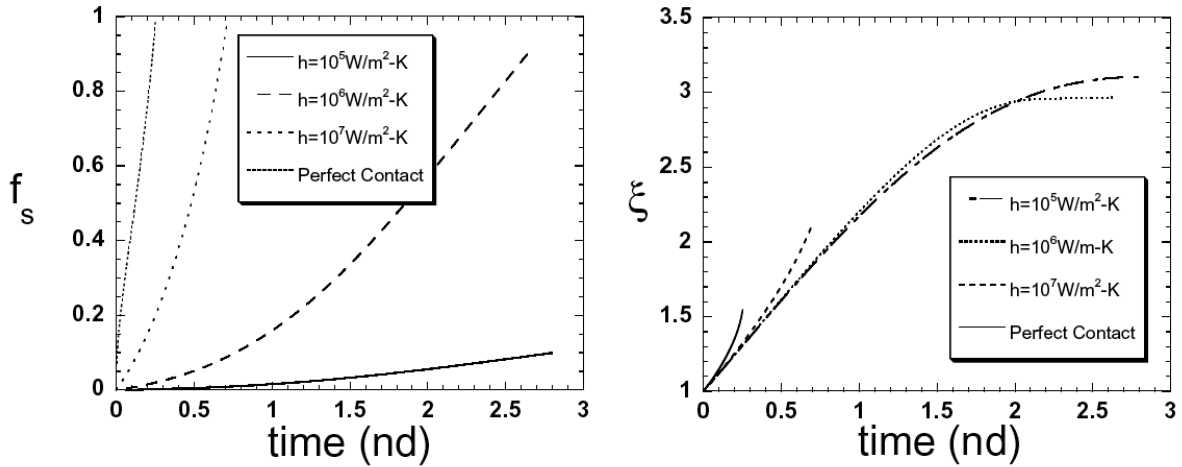 1
0.8
0.6
0.4
0.2
0
f_s
h=10⁵W/m²-K
h=10⁶W/m²-K
h=10⁷W/m²-K
Perfect Contact
0 0.5 1 1.5 2 2.5 3
time (nd)
3.5
3
2.5
2
1.5
1
ξ
h=10⁵W/m²-K
h=10⁶W/m-K
h=10⁷W/m²-K
Perfect Contact
0 0.5 1 1.5 2 2.5 3
time (nd)